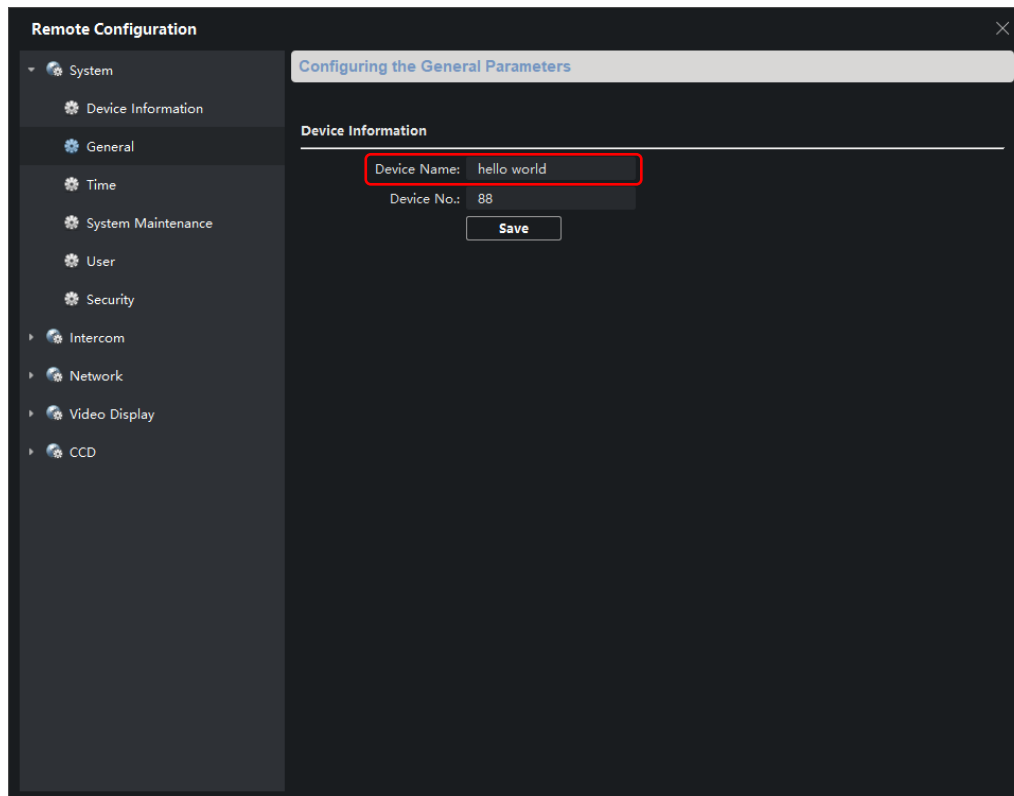 Remote Configuration
System
Device Information
General
Time
System Maintenance
User
Security
Intercom
Network
Video Display
CCD
Configuring the General Parameters
Device Information
Device Name: hello world
Device No.: 88
Save